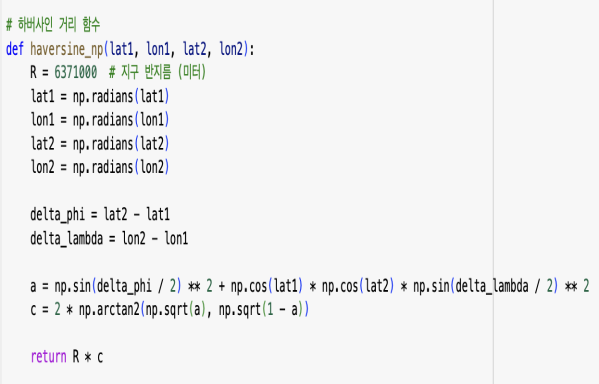 # 하버사인 거리 함수
def haversine_np(lat1, lon1, lat2, lon2):
    R = 6371000  # 지구 반지름 (미터)
    lat1 = np.radians(lat1)
    lon1 = np.radians(lon1)
    lat2 = np.radians(lat2)
    lon2 = np.radians(lon2)
    delta_phi = lat2 - lat1
    delta_lambda = lon2 - lon1
    a = np.sin(delta_phi / 2) ** 2 + np.cos(lat1) * np.cos(lat2) * np.sin(delta_lambda / 2) ** 2
    c = 2 * np.arctan2(np.sqrt(a), np.sqrt(1 - a))
    return R * c